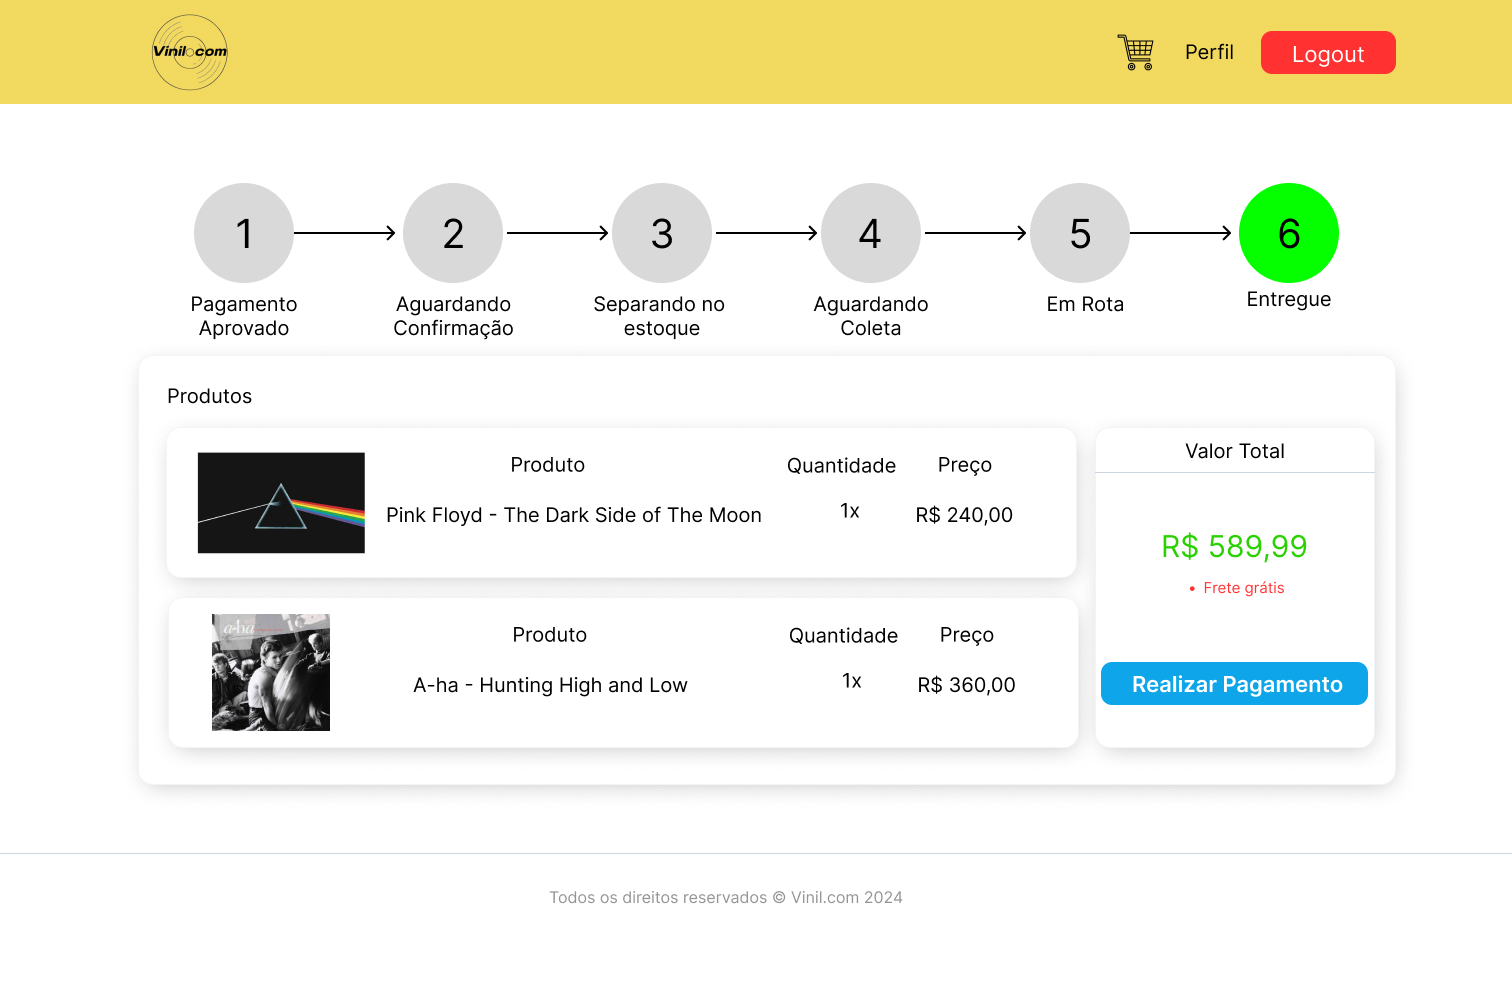 Vinil.com
Perfil
Logout
1
2
3
4
5
6
Pagamento
Aprovado
Aguardando
Confirmação
Separando no
estoque
Aguardando
Coleta
Em Rota
Entregue
Produtos
Produto
Quantidade
Preço
Pink Floyd - The Dark Side of The Moon
1x
R$ 240,00
a-ha
Produto
Quantidade
Preço
A-ha - Hunting High and Low
1x
R$ 360,00
Valor Total
R$ 589,99
• Frete grátis
Realizar Pagamento
Todos os direitos reservados © Vinil.com 2024